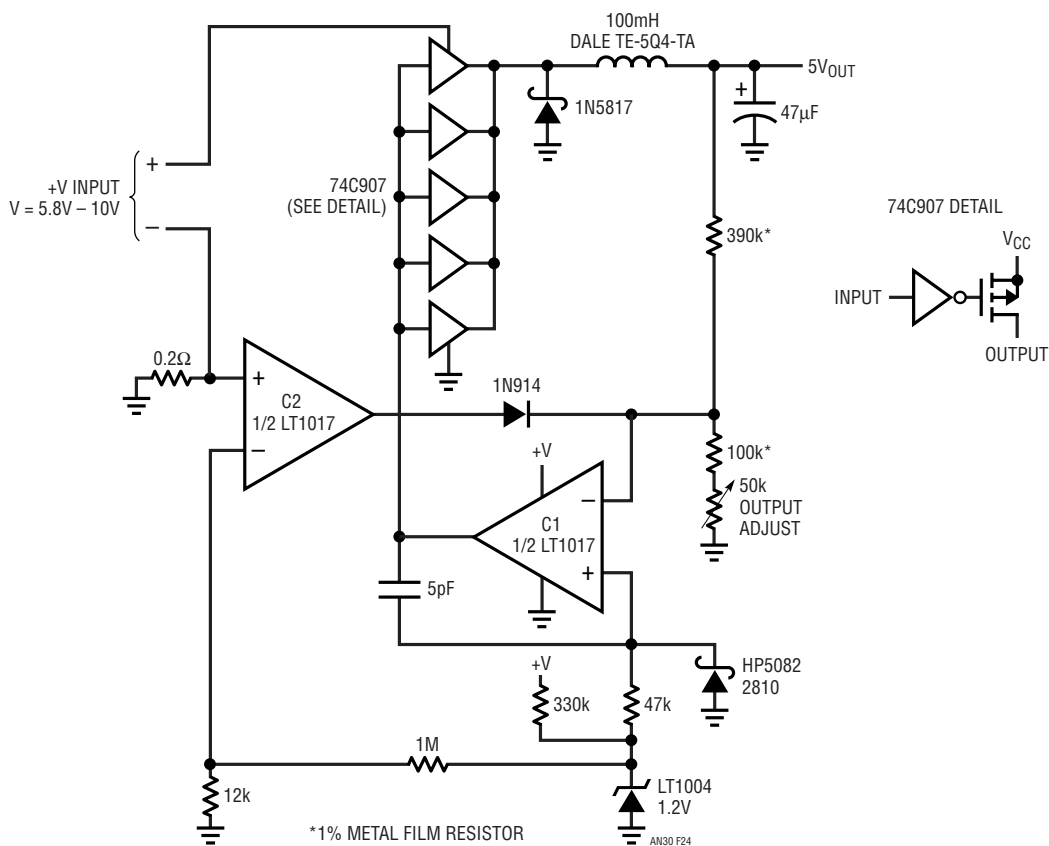 100mH
DALE TE-5Q4-TA
5VOUT
1N5817
+
47µF
+
+V INPUT
V = 5.8V – 10V
–
74C907
(SEE DETAIL)
390k*
74C907 DETAIL
VCC
INPUT
OUTPUT
0.2Ω
+
C2
1/2 LT1017
–
1N914
100k*
+V
50k
OUTPUT
ADJUST
–
C1
1/2 LT1017
+
5pF
+V
HP5082
2810
330k
47k
1M
12k
LT1004
1.2V
*1% METAL FILM RESISTOR
AN30 F24